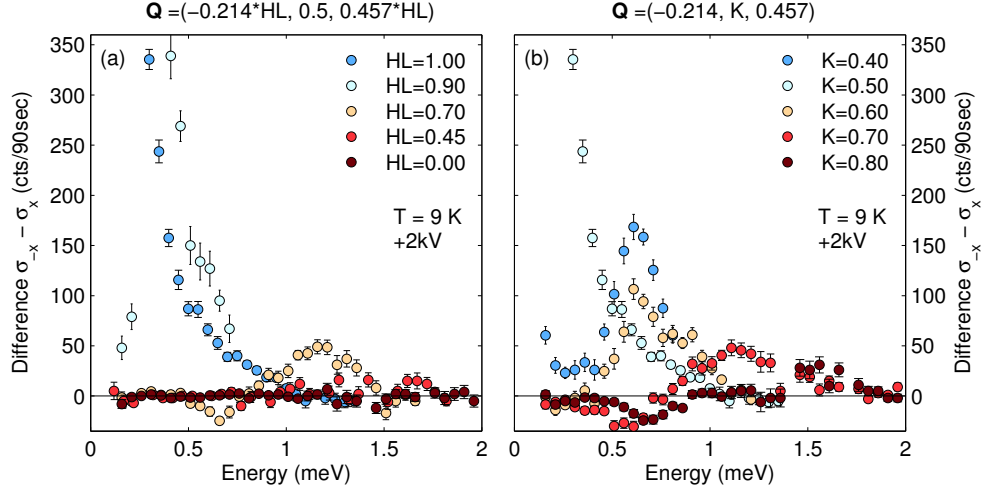 Q =(−0.214*HL, 0.5, 0.457*HL)
Q =(−0.214, K, 0.457)
(a)
HL=1.00
HL=0.90
HL=0.70
HL=0.45
HL=0.00
T = 9 K
+2kV
350
300
250
200
150
100
50
0
Difference σ-x − σx (cts/90sec)
0 0.5 1 1.5 2
Energy (meV)
(b)
K=0.40
K=0.50
K=0.60
K=0.70
K=0.80
T = 9 K
+2kV
350
300
250
200
150
100
50
0
Difference σ-x − σx (cts/90sec)
0 0.5 1 1.5 2
Energy (meV)